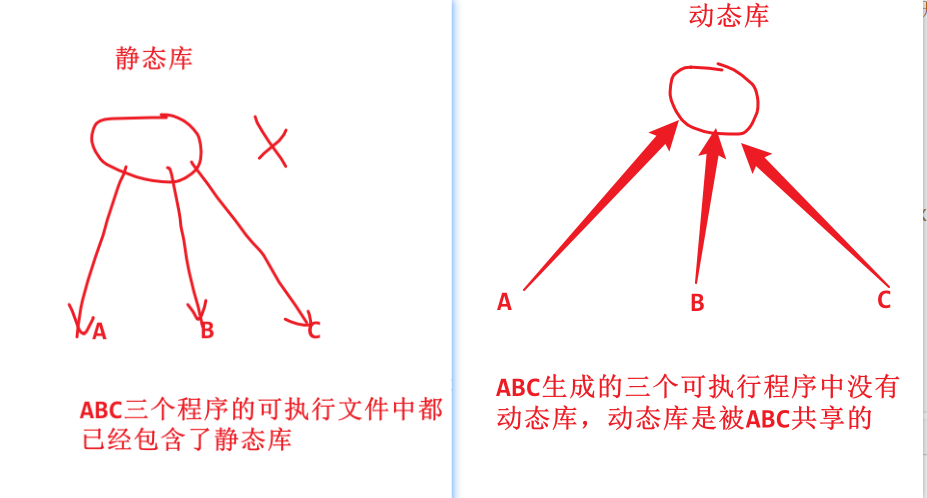 静态库
A
B
C
ABC三个程序的可执行文件中都
已经包含了静态库
动态库
A
B
C
ABC生成的三个可执行程序中没有
动态库，动态库是被ABC共享的